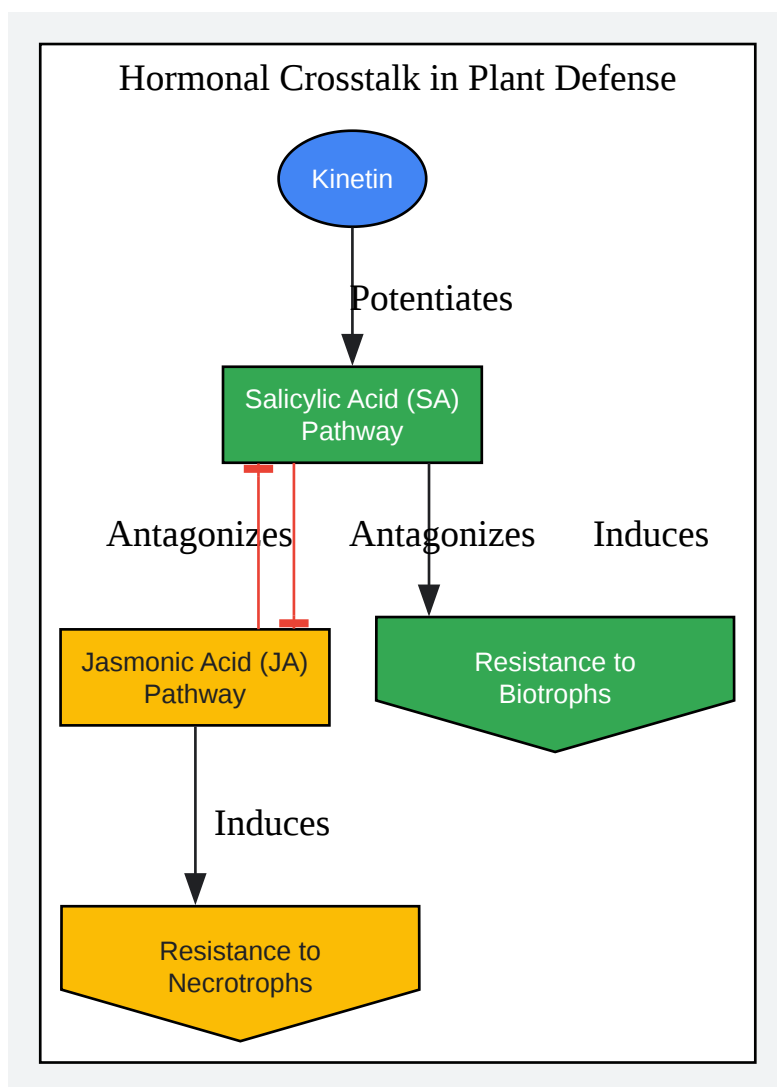 Hormonal Crosstalk in Plant Defense
Kinetin
Potentiates
Salicylic Acid (SA)
Pathway
Antagonizes
Antagonizes
Induces
Jasmonic Acid (JA)
Pathway
Resistance to
Biotrophs
Induces
Resistance to
Necrotrophs